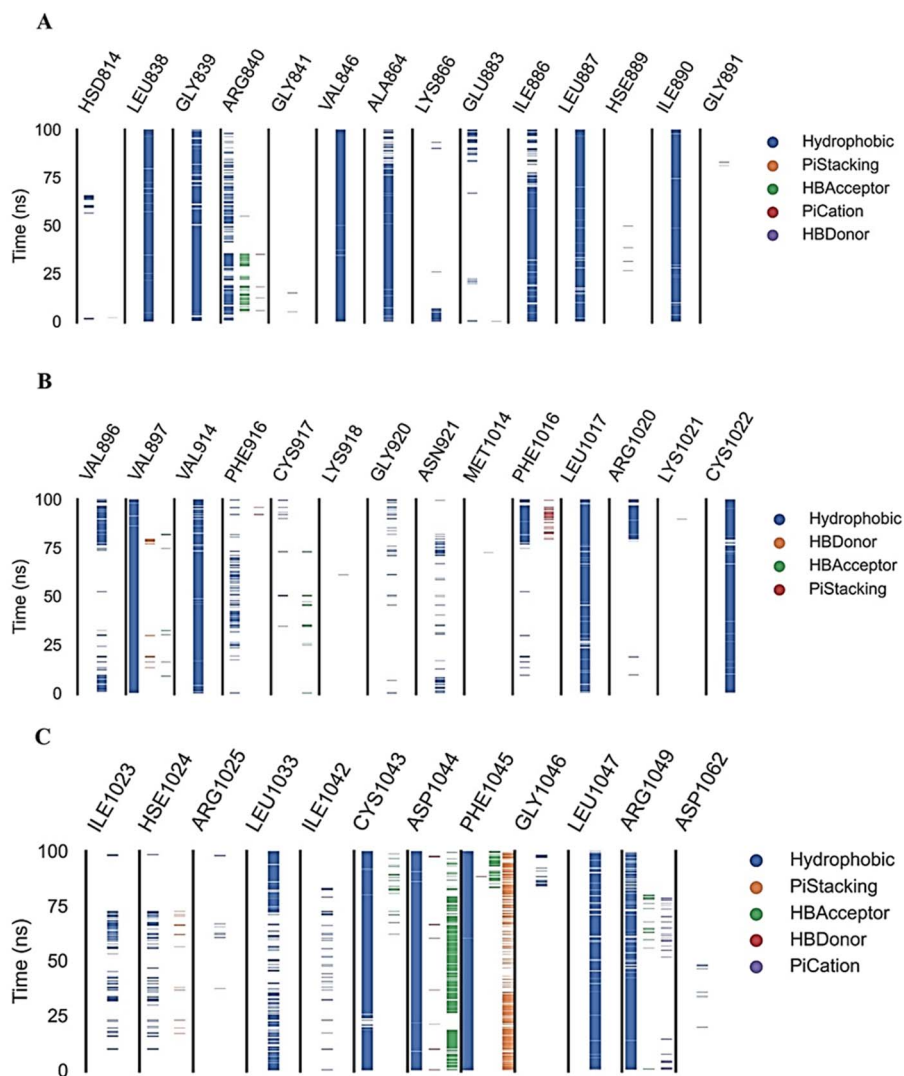 A
HSD814 LEU838 GLY839 ARG840 GLY841 VAL846 ALA864 LYS866 GLU883 ILE886 LEU887 HSE889 ILE890 GLY891
100
75
50
25
0
Time (ns)
Hydrophobic
PiStacking
HBAcceptor
PiCation
HBDonor
B
VAL896 VAL897 VAL914 PHE916 CYS917 LYS918 GLY920 ASN921 MET1014 PHE1016 LEU1017 ARG1020 LYS1021 CYS1022
100
75
50
25
0
Time (ns)
Hydrophobic
HBDonor
HBAcceptor
PiStacking
C
ILE1023 HSE1024 ARG1025 LEU1033 ILE1042 CYS1043 ASP1044 PHE1045 GLY1046 LEU1047 ARG1049 ASP1062
100
75
50
25
0
Time (ns)
Hydrophobic
PiStacking
HBAcceptor
HBDonor
PiCation